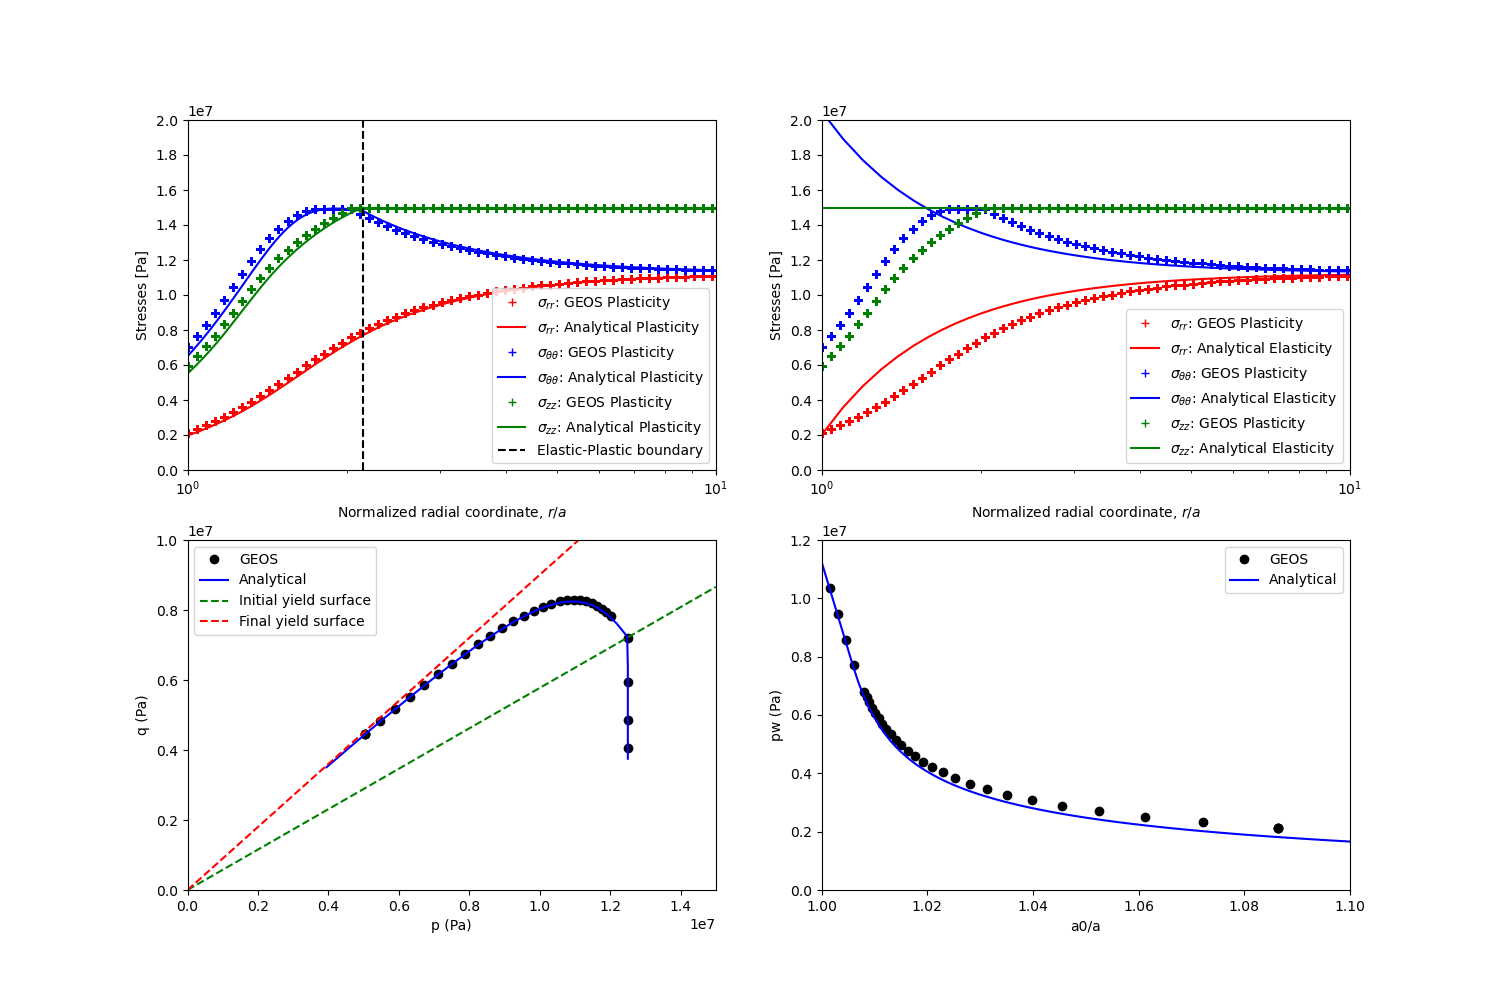 1e7
2.0
1.8
1.6
1.4
1.2
1.0
0.8
0.6
0.4
0.2
0.0
Stresses [Pa]
σrr: GEOS Plasticity
σrr: Analytical Plasticity
σθθ: GEOS Plasticity
σθθ: Analytical Plasticity
σzz: GEOS Plasticity
σzz: Analytical Plasticity
Elastic-Plastic boundary
10⁰
10¹
Normalized radial coordinate, r/a
1e7
2.0
1.8
1.6
1.4
1.2
1.0
0.8
0.6
0.4
0.2
0.0
Stresses [Pa]
σrr: GEOS Plasticity
σrr: Analytical Elasticity
σθθ: GEOS Plasticity
σθθ: Analytical Elasticity
σzz: GEOS Plasticity
σzz: Analytical Elasticity
10⁰
10¹
Normalized radial coordinate, r/a
1e7
1.0
0.8
0.6
0.4
0.2
0.0
q (Pa)
GEOS
Analytical
Initial yield surface
Final yield surface
0.0 0.2 0.4 0.6 0.8 1.0 1.2 1.4
1e7
p (Pa)
1e7
1.2
1.0
0.8
0.6
0.4
0.2
0.0
pw (Pa)
GEOS
Analytical
1.00 1.02 1.04 1.06 1.08 1.10
a0/a